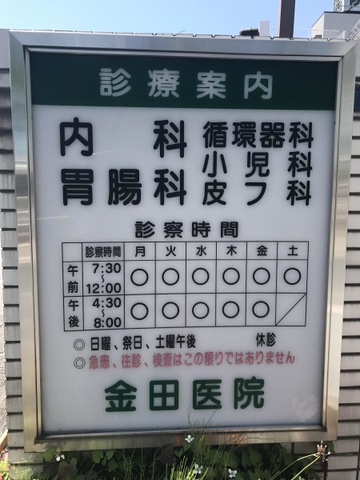 診療案内
内科 循環器科
小児科
胃腸科 皮フ科
診察時間
診察時間 月 火 水 木 金 土
午前 7:30~12:00 ○ ○ ○ ○ ○ ○
午後 4:30~8:00 ○ ○ ○ ○ ○ /
◎日曜、祭日、土曜午後 休診
◎急患、往診、検査はこの限りではありません
金田医院